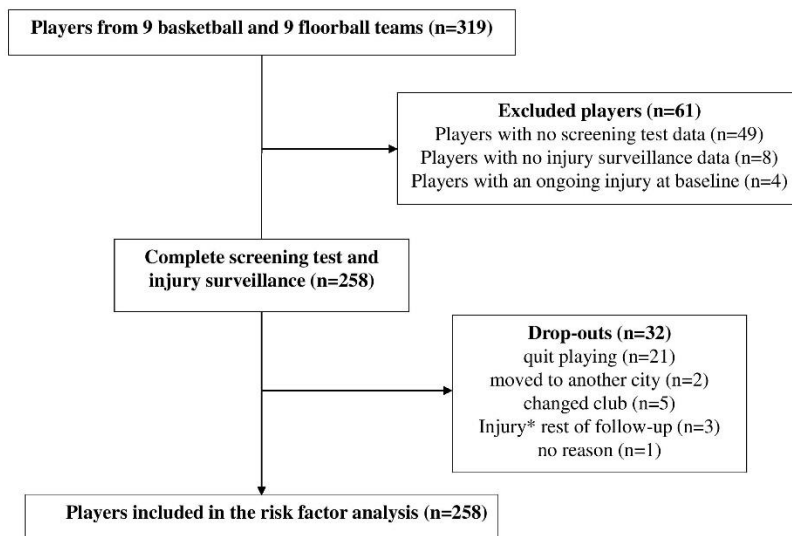 Players from 9 basketball and 9 floorball teams (n=319)
Excluded players (n=61)
Players with no screening test data (n=49)
Players with no injury surveillance data (n=8)
Players with an ongoing injury at baseline (n=4)
Complete screening test and
injury surveillance (n=258)
Drop-outs (n=32)
quit playing (n=21)
moved to another city (n=2)
changed club (n=5)
Injury* rest of follow-up (n=3)
no reason (n=1)
Players included in the risk factor analysis (n=258)